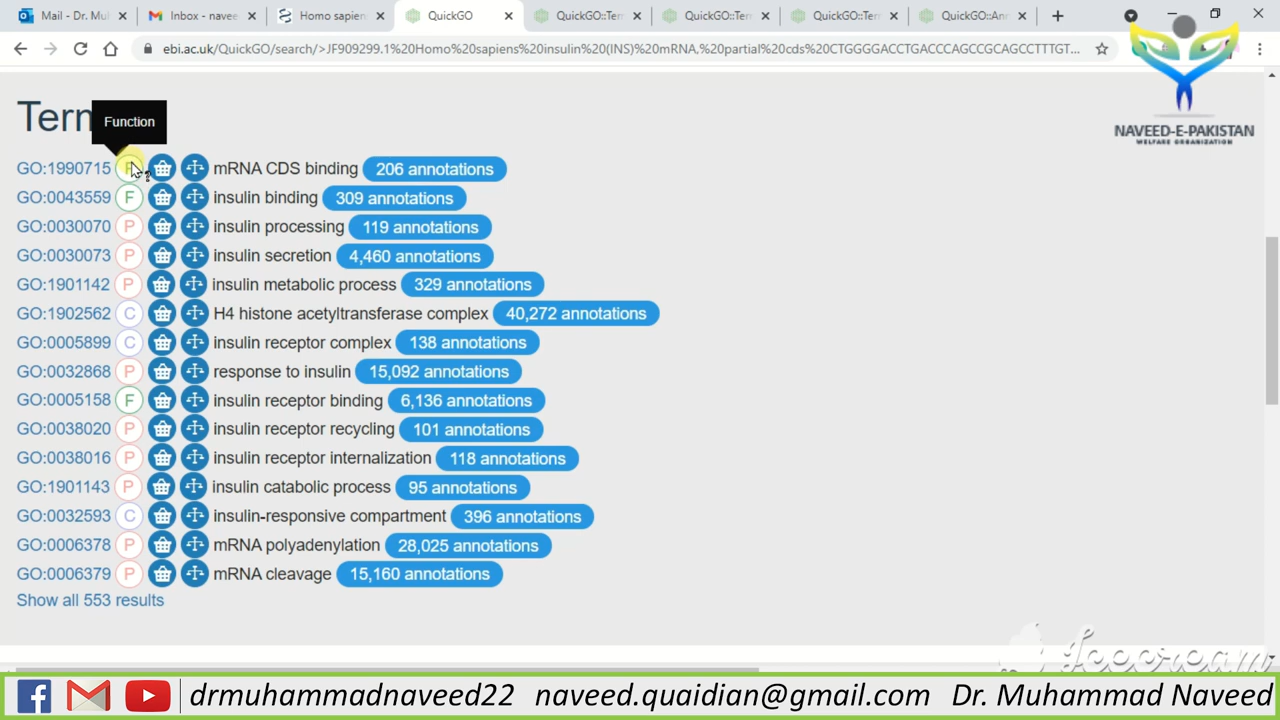 Mail - Dr. Mul
Inbox - navee
Homo sapien
QuickGO
QuickGO::Ter
QuickGO::Ter
QuickGO::Ter
QuickGO::Ann
ebi.ac.uk/QuickGO/search/>JF909299.1%20Homo%20sapiens%20insulin%20(INS)%20mRNA,%20partial%20cds%20CTGGGGACCTGACCCAGCCGCAGCCTTTGT...
NAVEED-E-PAKISTAN
WELFARE ORGANIZATION
Term
Function
GO:1990715 F mRNA CDS binding 206 annotations
GO:0043559 F insulin binding 309 annotations
GO:0030070 P insulin processing 119 annotations
GO:0030073 P insulin secretion 4,460 annotations
GO:1901142 P insulin metabolic process 329 annotations
GO:1902562 C H4 histone acetyltransferase complex 40,272 annotations
GO:0005899 C insulin receptor complex 138 annotations
GO:0032868 P response to insulin 15,092 annotations
GO:0005158 F insulin receptor binding 6,136 annotations
GO:0038020 P insulin receptor recycling 101 annotations
GO:0038016 P insulin receptor internalization 118 annotations
GO:1901143 P insulin catabolic process 95 annotations
GO:0032593 C insulin-responsive compartment 396 annotations
GO:0006378 P mRNA polyadenylation 28,025 annotations
GO:0006379 P mRNA cleavage 15,160 annotations
Show all 553 results
Icecream
drmuhammadnaveed22 naveed.quaidian@gmail.com Dr. Muhammad Naveed